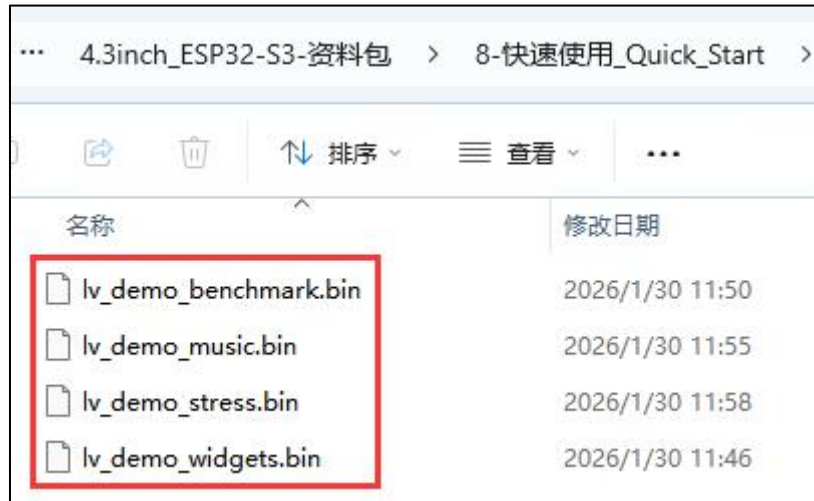 … 4.3inch_ESP32-S3-资料包 > 8-快速使用_Quick_Start >
排序 查看 …
名称 修改日期
lv_demo_benchmark.bin 2026/1/30 11:50
lv_demo_music.bin 2026/1/30 11:55
lv_demo_stress.bin 2026/1/30 11:58
lv_demo_widgets.bin 2026/1/30 11:46